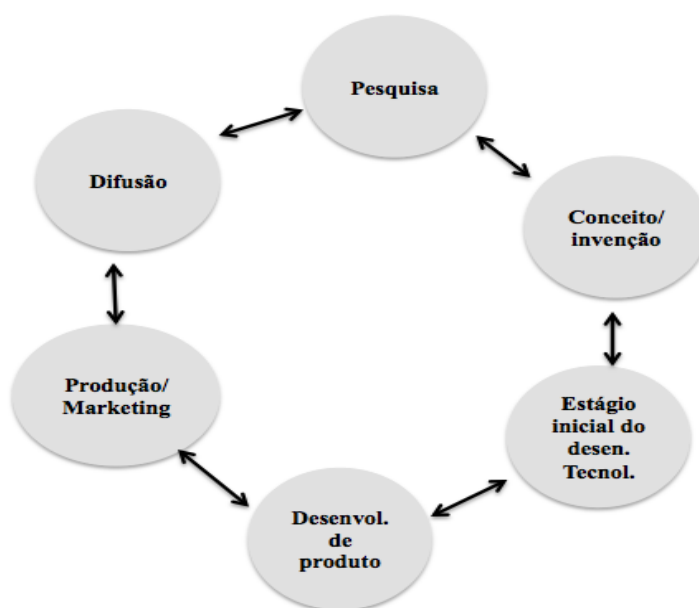 Pesquisa
Conceito/
invenção
Estágio
inicial do
desen.
Tecnol.
Desenvol.
de
produto
Produção/
Marketing
Difusão